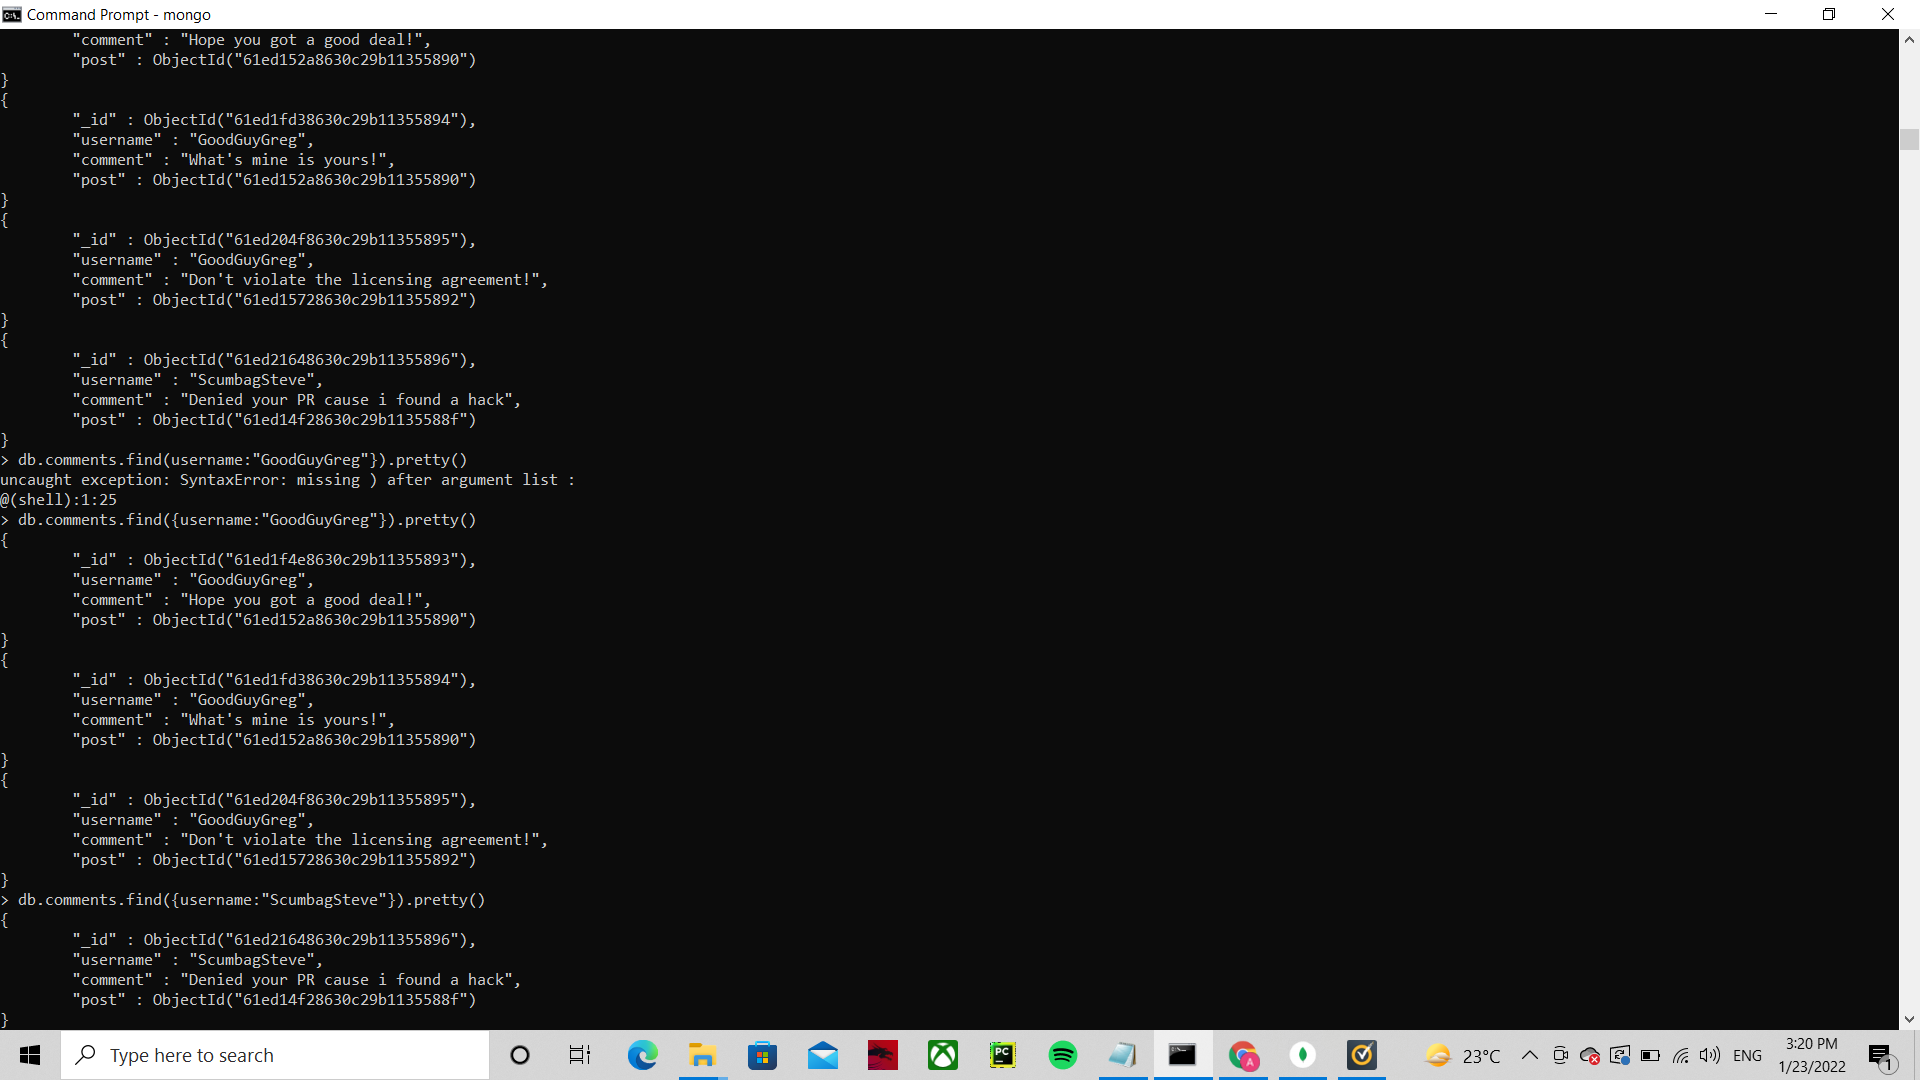 Command Prompt - mongo
"comment" : "Hope you got a good deal!",
"post" : ObjectId("61ed152a8630c29b11355890")
}
{
"_id" : ObjectId("61ed1fd38630c29b11355894"),
"username" : "GoodGuyGreg",
"comment" : "What's mine is yours!",
"post" : ObjectId("61ed152a8630c29b11355890")
}
{
"_id" : ObjectId("61ed204f8630c29b11355895"),
"username" : "GoodGuyGreg",
"comment" : "Don't violate the licensing agreement!",
"post" : ObjectId("61ed15728630c29b11355892")
}
{
"_id" : ObjectId("61ed21648630c29b11355896"),
"username" : "ScumbagSteve",
"comment" : "Denied your PR cause i found a hack",
"post" : ObjectId("61ed14f28630c29b1135588f")
}
> db.comments.find(username:"GoodGuyGreg"}).pretty()
uncaught exception: SyntaxError: missing ) after argument list :
@(shell):1:25
> db.comments.find({username:"GoodGuyGreg"}).pretty()
{
"_id" : ObjectId("61ed1f4e8630c29b11355893"),
"username" : "GoodGuyGreg",
"comment" : "Hope you got a good deal!",
"post" : ObjectId("61ed152a8630c29b11355890")
}
{
"_id" : ObjectId("61ed1fd38630c29b11355894"),
"username" : "GoodGuyGreg",
"comment" : "What's mine is yours!",
"post" : ObjectId("61ed152a8630c29b11355890")
}
{
"_id" : ObjectId("61ed204f8630c29b11355895"),
"username" : "GoodGuyGreg",
"comment" : "Don't violate the licensing agreement!",
"post" : ObjectId("61ed15728630c29b11355892")
}
> db.comments.find({username:"ScumbagSteve"}).pretty()
{
"_id" : ObjectId("61ed21648630c29b11355896"),
"username" : "ScumbagSteve",
"comment" : "Denied your PR cause i found a hack",
"post" : ObjectId("61ed14f28630c29b1135588f")
}
Type here to search
PC
A
23°C
ENG
3:20 PM
1/23/2022
1